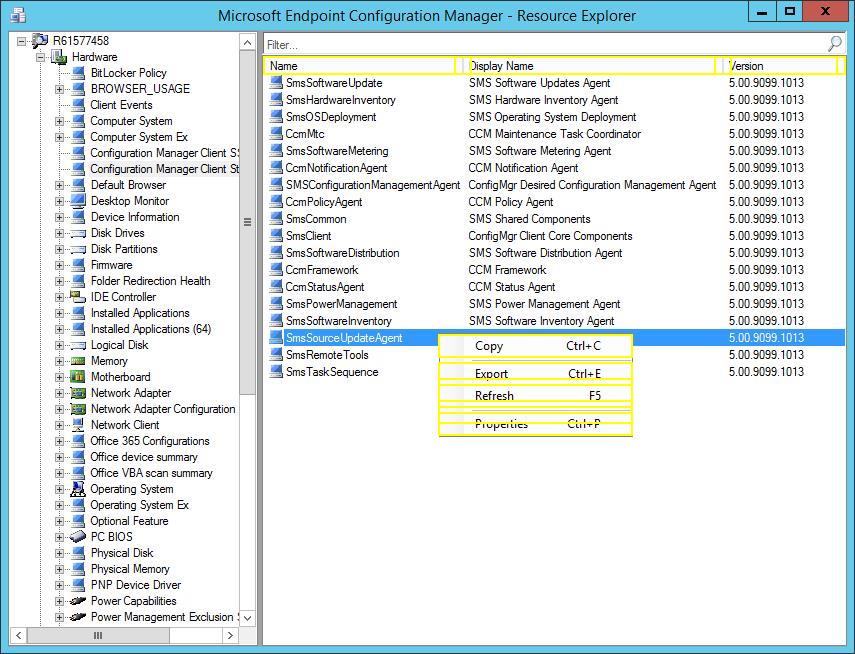 Microsoft Endpoint Configuration Manager - Resource Explorer
R61577458
Hardware
BitLocker Policy
BROWSER_USAGE
Client Events
Computer System
Computer System Ex
Configuration Manager Client S
Configuration Manager Client St
Default Browser
Desktop Monitor
Device Information
Disk Drives
Disk Partitions
Firmware
Folder Redirection Health
IDE Controller
Installed Applications
Installed Applications (64)
Logical Disk
Memory
Motherboard
Network Adapter
Network Adapter Configuration
Network Client
Office 365 Configurations
Office device summary
Office VBA scan summary
Operating System
Operating System Ex
Optional Feature
PC BIOS
Physical Disk
Physical Memory
PNP Device Driver
Power Capabilities
Power Management Exclusion
Filter...
Name Display Name Version
SmsSoftwareUpdate SMS Software Updates Agent 5.00.9099.1013
SmsHardwareInventory SMS Hardware Inventory Agent 5.00.9099.1013
SmsOSDeployment SMS Operating System Deployment 5.00.9099.1013
CcmMtc CCM Maintenance Task Coordinator 5.00.9099.1013
SmsSoftwareMetering SMS Software Metering Agent 5.00.9099.1013
CcmNotificationAgent CCM Notification Agent 5.00.9099.1013
SMSConfigurationManagementAgent ConfigMgr Desired Configuration Management Agent 5.00.9099.1013
CcmPolicyAgent CCM Policy Agent 5.00.9099.1013
SmsCommon SMS Shared Components 5.00.9099.1013
SmsClient ConfigMgr Client Core Components 5.00.9099.1013
SmsSoftwareDistribution SMS Software Distribution Agent 5.00.9099.1013
CcmFramework CCM Framework 5.00.9099.1013
CcmStatusAgent CCM Status Agent 5.00.9099.1013
SmsPowerManagement SMS Power Management Agent 5.00.9099.1013
SmsSoftwareInventory SMS Software Inventory Agent 5.00.9099.1013
SmsSourceUpdateAgent 5.00.9099.1013
SmsRemoteTools 5.00.9099.1013
SmsTaskSequence 5.00.9099.1013
Copy Ctrl+C
Export Ctrl+E
Refresh F5
Properties Ctrl+P